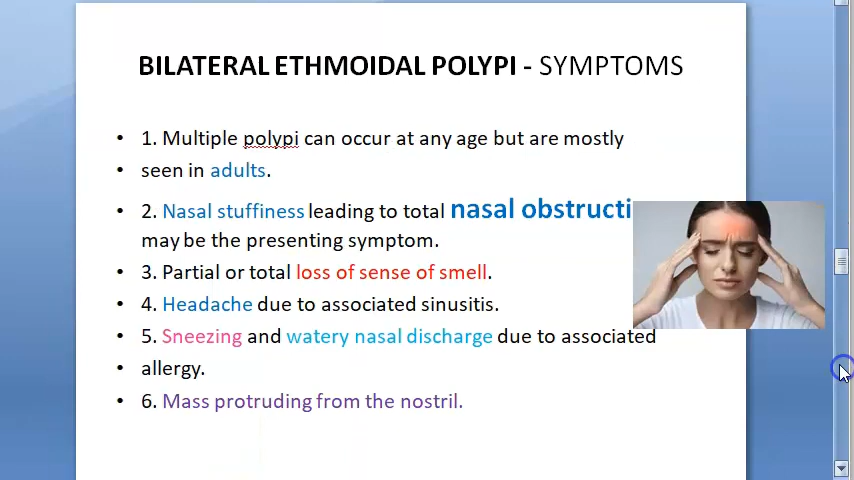 BILATERAL ETHMOIDAL POLYPI - SYMPTOMS
• 1. Multiple polypi can occur at any age but are mostly
• seen in adults.
• 2. Nasal stuffiness leading to total nasal obstructi
may be the presenting symptom.
• 3. Partial or total loss of sense of smell.
• 4. Headache due to associated sinusitis.
• 5. Sneezing and watery nasal discharge due to associated
• allergy.
• 6. Mass protruding from the nostril.